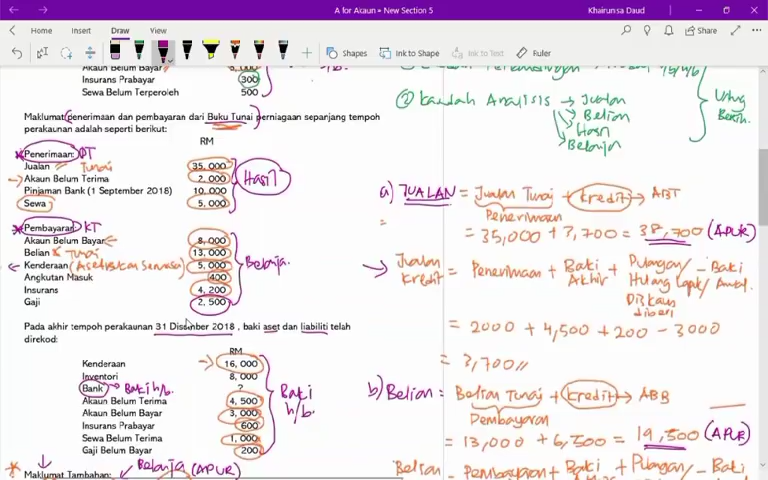 A for Akaun = New Section 5
Khairunisa Daud
Home Insert Draw View
Share
Shapes Ink to Shape Ink to Text Ruler
Akaun Belum Bayar
Insurans Prabayar 300
Sewa Belum Terperoleh 500
Maklumat penerimaan dan pembayaran dari Buku Tunai perniagaan sepanjang tempoh
perakaunan adalah seperti berikut:
RM
Penerimaan: DT
Jualan Tunai 35, 000
Akaun Belum Terima 2, 000
Pinjaman Bank (1 September 2018) 10, 000
Sewa 5, 000
Hasil
Pembayaran: KT
Akaun Belum Bayar 8, 000
Belian Tunai 13, 000
Kenderaan 5, 000
Angkutan Masuk 400
Insurans 4, 200
Gaji 2, 500
Belanja.
Pada akhir tempoh perakaunan 31 Disember 2018, baki aset dan liabiliti telah
direkod:
RM
Kenderaan 16, 000
Inventori 8, 000
Bank Baki h/b. ?
Akaun Belum Terima 4, 500
Akaun Belum Bayar 3, 000
Insurans Prabayar 600
Sewa Belum Terima 1, 000
Gaji Belum Bayar 200
Baki h/b.
Maklumat Tambahan: Belanja (APUR)
② Kaedah Analisis → Jualan
Belian
Hasil
Belanja
Untung
Bersih.
a) JUALAN = Jualan Tunai + Kredit → ABT
Penerimaan
= 35,000 + 3,700 = 38,700 (APUR)
Jualan Kredit = Penerimaan + Baki Akhir + Pulangan/ Hutang Lapuk/ Diskaun diberi − Baki Awal.
= 2000 + 4,500 + 200 - 3000
= 3,700 //
b) Belian = Belian Tunai + Kredit → ABB
Pembayaran
= 13,000 + 6,500 = 19,500 (APUR)
Belian = Pembayaran + Baki + Pulangan/ − Baki